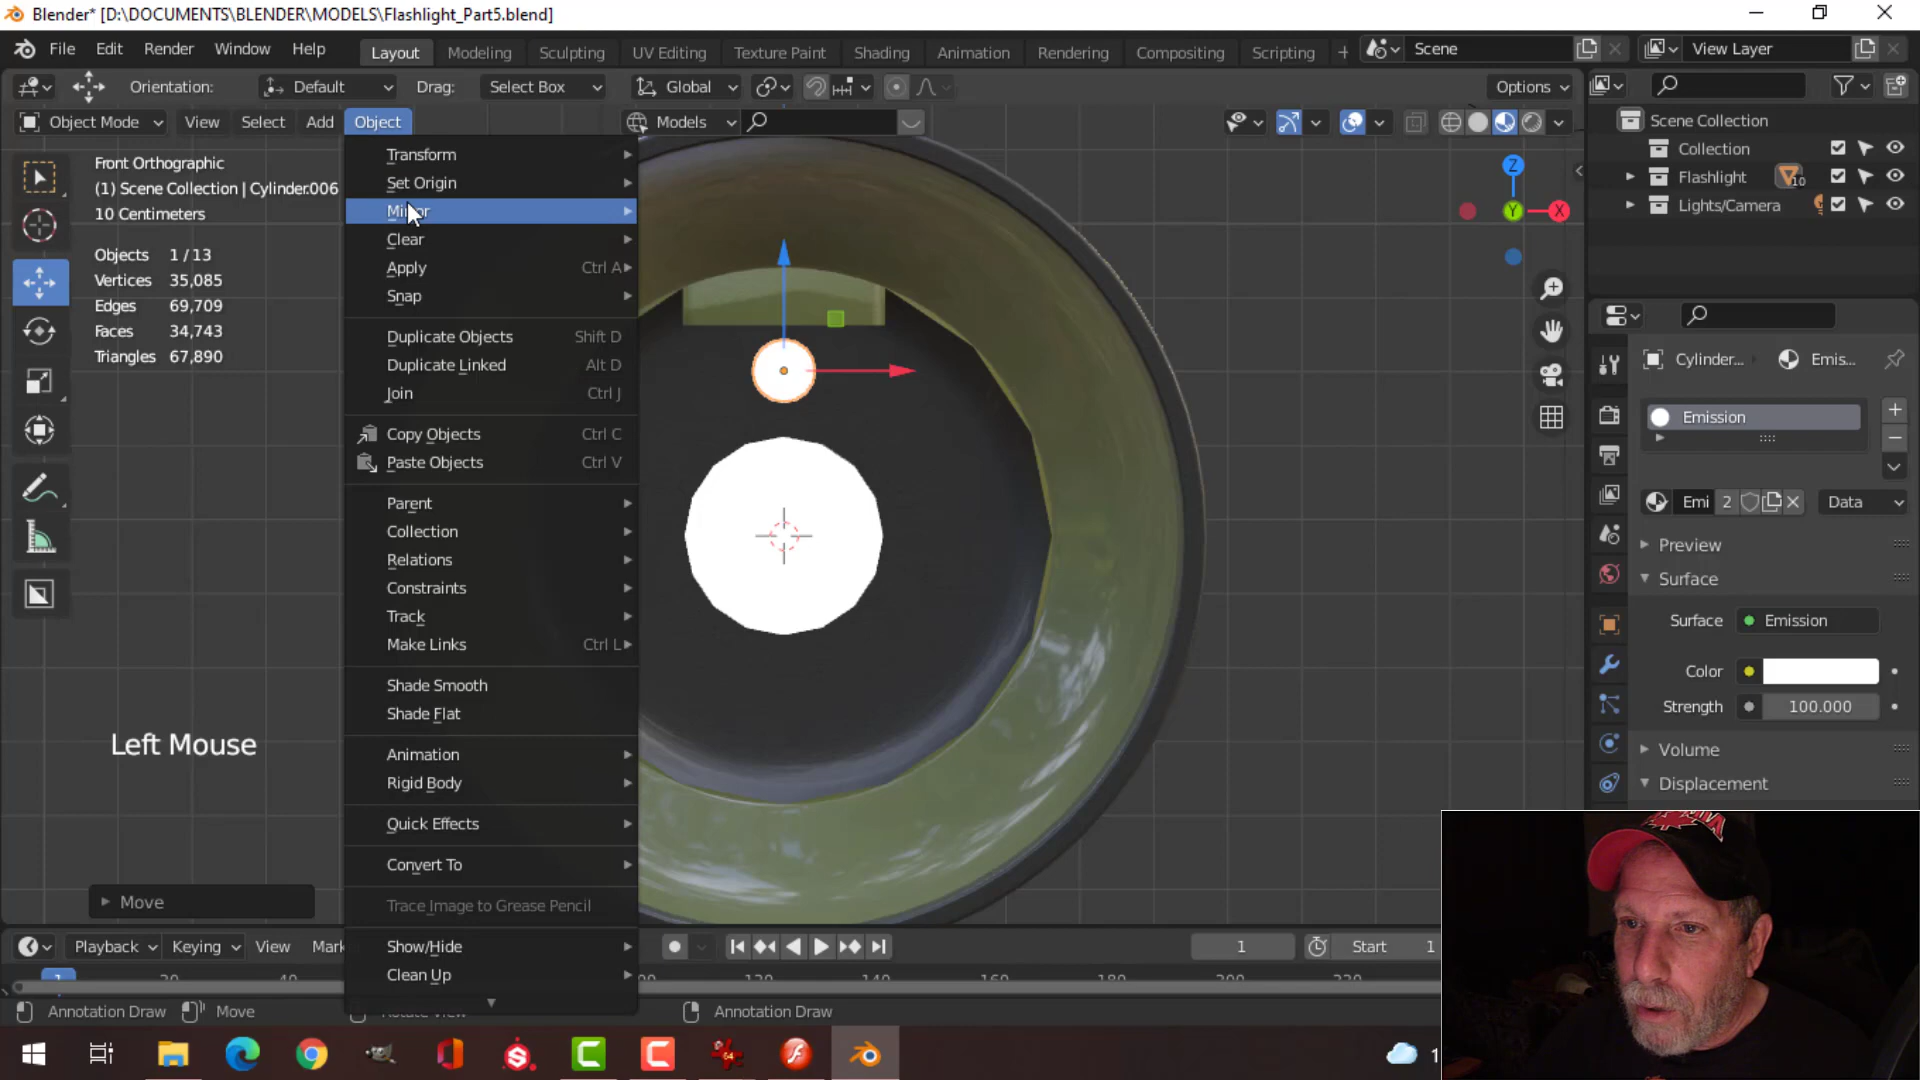 Blender* [D:\DOCUMENTS\BLENDER\MODELS\Flashlight_Part5.blend]
File Edit Render Window Help Layout Modeling Sculpting UV Editing Texture Paint Shading Animation Rendering Compositing Scripting + Scene View Layer
Orientation: Default Drag: Select Box Global Options
Object Mode View Select Add Object Models
Front Orthographic
(1) Scene Collection | Cylinder.006
10 Centimeters
Objects 1 / 13
Vertices 35,085
Edges 69,709
Faces 34,743
Triangles 67,890
Transform
Set Origin
Clear
Apply Ctrl A
Snap
Duplicate Objects Shift D
Duplicate Linked Alt D
Join Ctrl J
Copy Objects Ctrl C
Paste Objects Ctrl V
Parent
Collection
Relations
Constraints
Track
Make Links Ctrl L
Shade Smooth
Shade Flat
Animation
Rigid Body
Quick Effects
Convert To
Trace Image to Grease Pencil
Show/Hide
Clean Up
Z
Y X
Left Mouse
Move
Scene Collection
Collection
Flashlight 10
Lights/Camera
Cylinder... Emis...
Emission
Emi 2 Data
Preview
Surface
Surface Emission
Color
Strength 100.000
Volume
Displacement
Playback Keying View Mark 1 Start 1
Annotation Draw Move Annotation Draw